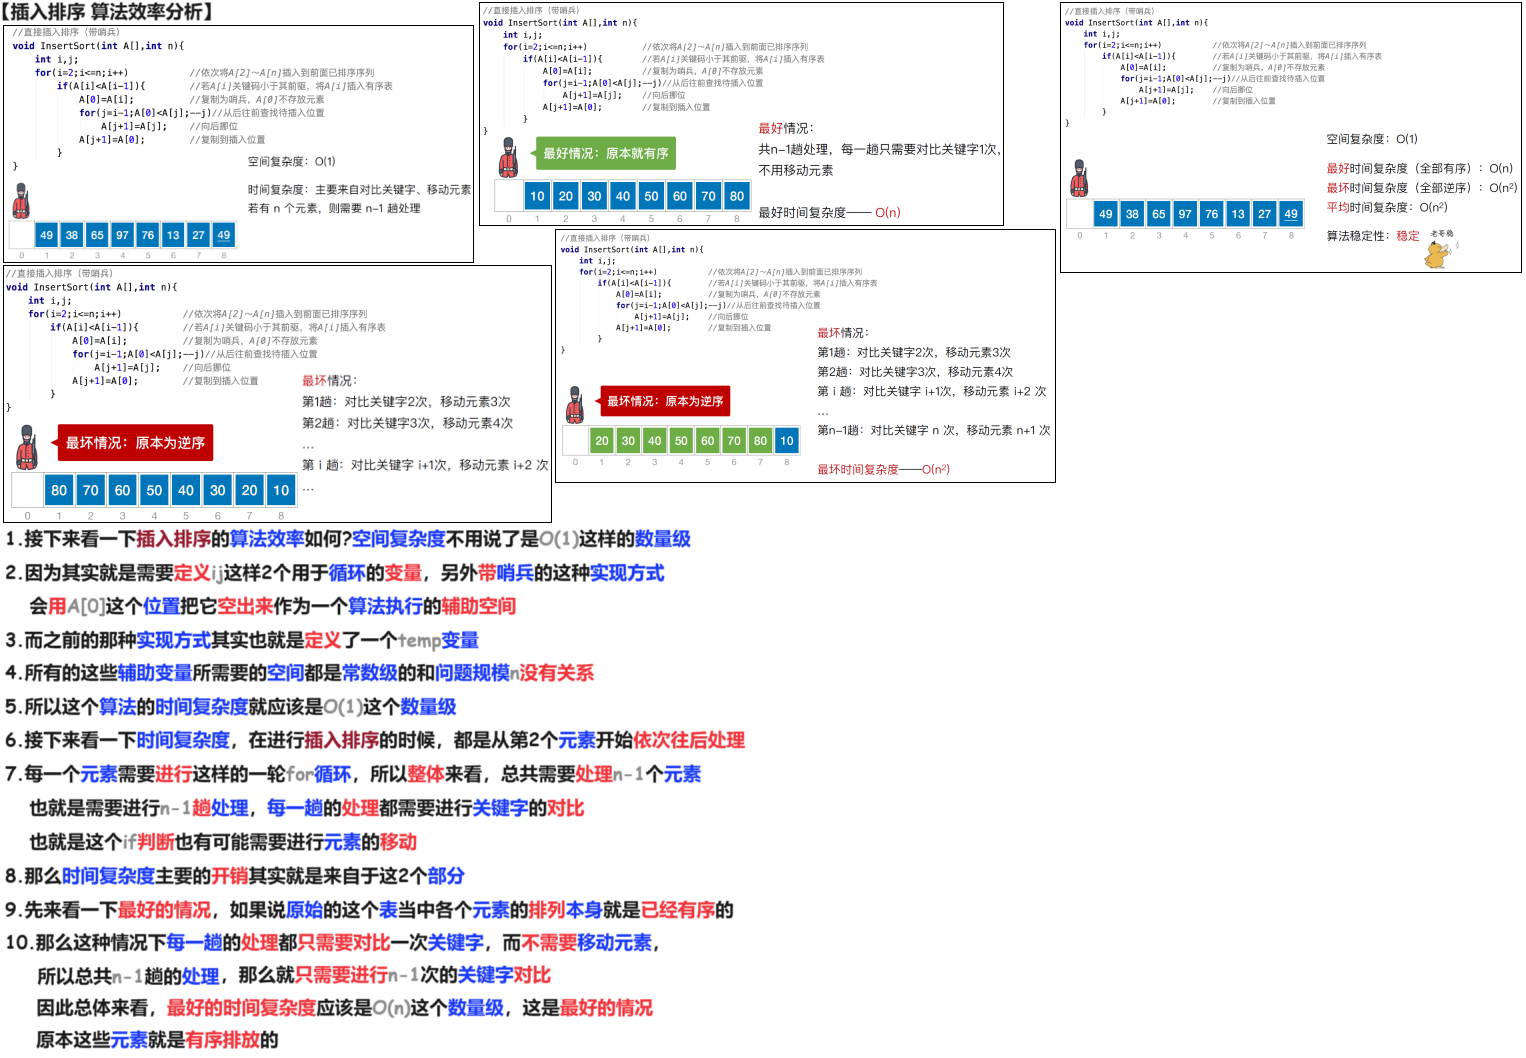 【插入排序 算法效率分析】
//直接插入排序（带哨兵）
void InsertSort(int A[],int n){
int i,j;
for(i=2;i<=n;i++) //依次将A[2]～A[n]插入到前面已排序序列
if(A[i]<A[i-1]){ //若A[i]关键码小于其前驱，将A[i]插入有序表
A[0]=A[i]; //复制为哨兵，A[0]不存放元素
for(j=i-1;A[0]<A[j];--j)//从后往前查找待插入位置
A[j+1]=A[j]; //向后挪位
A[j+1]=A[0]; //复制到插入位置
}
}
空间复杂度：O(1)
时间复杂度：主要来自对比关键字、移动元素
若有 n 个元素，则需要 n-1 趟处理
49 38 65 97 76 13 27 49
0 1 2 3 4 5 6 7 8
//直接插入排序（带哨兵）
void InsertSort(int A[],int n){
int i,j;
for(i=2;i<=n;i++) //依次将A[2]～A[n]插入到前面已排序序列
if(A[i]<A[i-1]){ //若A[i]关键码小于其前驱，将A[i]插入有序表
A[0]=A[i]; //复制为哨兵，A[0]不存放元素
for(j=i-1;A[0]<A[j];--j)//从后往前查找待插入位置
A[j+1]=A[j]; //向后挪位
A[j+1]=A[0]; //复制到插入位置
}
}
最好情况：原本就有序
最好情况：
共n-1趟处理，每一趟只需要对比关键字1次，
不用移动元素
最好时间复杂度—— O(n)
10 20 30 40 50 60 70 80
0 1 2 3 4 5 6 7 8
//直接插入排序（带哨兵）
void InsertSort(int A[],int n){
int i,j;
for(i=2;i<=n;i++) //依次将A[2]～A[n]插入到前面已排序序列
if(A[i]<A[i-1]){ //若A[i]关键码小于其前驱，将A[i]插入有序表
A[0]=A[i]; //复制为哨兵，A[0]不存放元素
for(j=i-1;A[0]<A[j];--j)//从后往前查找待插入位置
A[j+1]=A[j]; //向后挪位
A[j+1]=A[0]; //复制到插入位置
}
}
空间复杂度：O(1)
最好时间复杂度（全部有序）：O(n)
最坏时间复杂度（全部逆序）：O(n²)
平均时间复杂度：O(n²)
算法稳定性：稳定
老哥稳
49 38 65 97 76 13 27 49
0 1 2 3 4 5 6 7 8
//直接插入排序（带哨兵）
void InsertSort(int A[],int n){
int i,j;
for(i=2;i<=n;i++) //依次将A[2]～A[n]插入到前面已排序序列
if(A[i]<A[i-1]){ //若A[i]关键码小于其前驱，将A[i]插入有序表
A[0]=A[i]; //复制为哨兵，A[0]不存放元素
for(j=i-1;A[0]<A[j];--j)//从后往前查找待插入位置
A[j+1]=A[j]; //向后挪位
A[j+1]=A[0]; //复制到插入位置
}
}
最坏情况：原本为逆序
最坏情况：
第1趟：对比关键字2次，移动元素3次
第2趟：对比关键字3次，移动元素4次
...
第 i 趟：对比关键字 i+1次，移动元素 i+2 次
...
80 70 60 50 40 30 20 10
0 1 2 3 4 5 6 7 8
//直接插入排序（带哨兵）
void InsertSort(int A[],int n){
int i,j;
for(i=2;i<=n;i++) //依次将A[2]～A[n]插入到前面已排序序列
if(A[i]<A[i-1]){ //若A[i]关键码小于其前驱，将A[i]插入有序表
A[0]=A[i]; //复制为哨兵，A[0]不存放元素
for(j=i-1;A[0]<A[j];--j)//从后往前查找待插入位置
A[j+1]=A[j]; //向后挪位
A[j+1]=A[0]; //复制到插入位置
}
}
最坏情况：原本为逆序
最坏情况：
第1趟：对比关键字2次，移动元素3次
第2趟：对比关键字3次，移动元素4次
第 i 趟：对比关键字 i+1次，移动元素 i+2 次
...
第n-1趟：对比关键字 n 次，移动元素 n+1 次
最坏时间复杂度——O(n²)
20 30 40 50 60 70 80 10
0 1 2 3 4 5 6 7 8
1.接下来看一下插入排序的算法效率如何?空间复杂度不用说了是O(1)这样的数量级
2.因为其实就是需要定义ij这样2个用于循环的变量，另外带哨兵的这种实现方式
会用A[0]这个位置把它空出来作为一个算法执行的辅助空间
3.而之前的那种实现方式其实也就是定义了一个temp变量
4.所有的这些辅助变量所需要的空间都是常数级的和问题规模n没有关系
5.所以这个算法的时间复杂度就应该是O(1)这个数量级
6.接下来看一下时间复杂度，在进行插入排序的时候，都是从第2个元素开始依次往后处理
7.每一个元素需要进行这样的一轮for循环，所以整体来看，总共需要处理n-1个元素
也就是需要进行n-1趟处理，每一趟的处理都需要进行关键字的对比
也就是这个if判断也有可能需要进行元素的移动
8.那么时间复杂度主要的开销其实就是来自于这2个部分
9.先来看一下最好的情况，如果说原始的这个表当中各个元素的排列本身就是已经有序的
10.那么这种情况下每一趟的处理都只需要对比一次关键字，而不需要移动元素，
所以总共n-1趟的处理，那么就只需要进行n-1次的关键字对比
因此总体来看，最好的时间复杂度应该是O(n)这个数量级，这是最好的情况
原本这些元素就是有序排放的